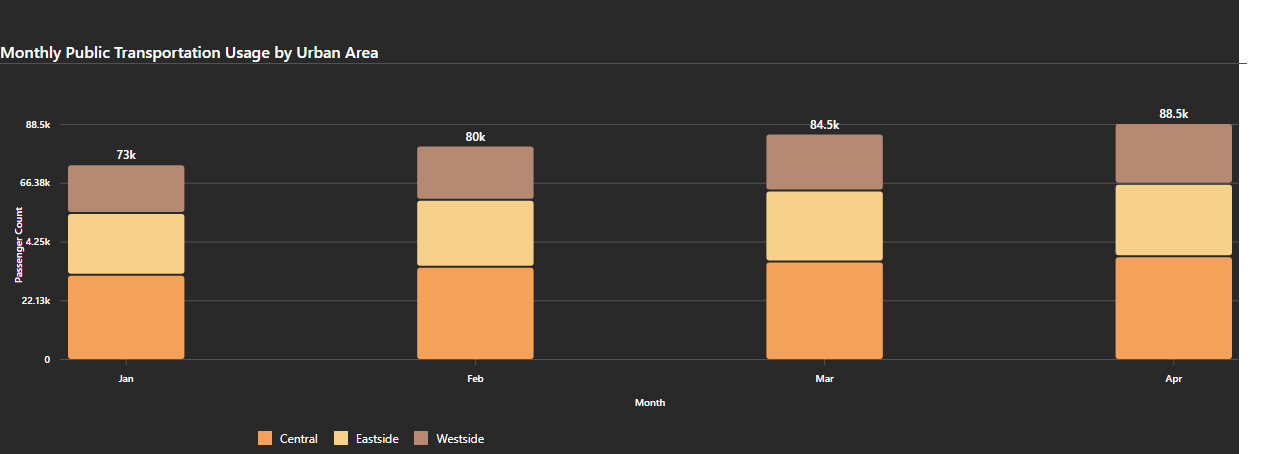 Monthly Public Transportation Usage by Urban Area
88.5k
66.38k
4.25k
22.13k
0
Passenger Count
73k
80k
84.5k
88.5k
Jan
Feb
Mar
Apr
Month
Central
Eastside
Westside